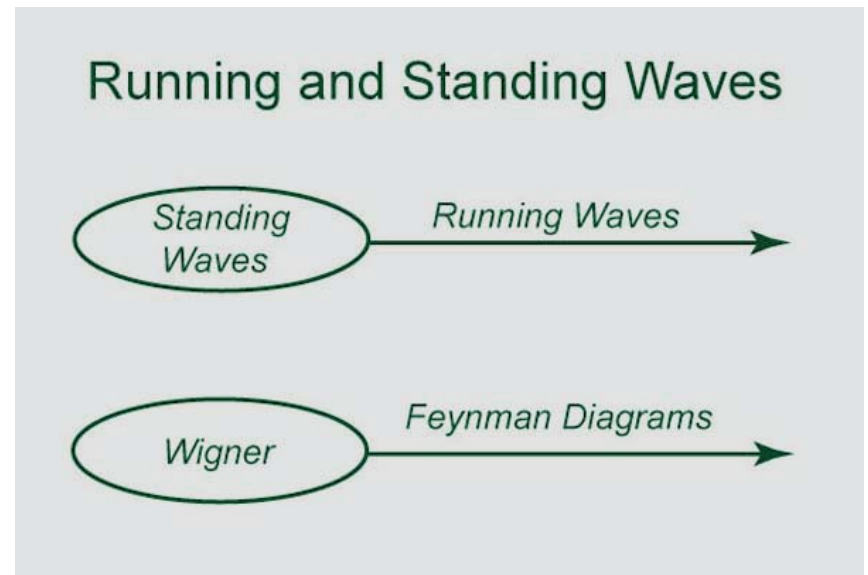 Running and Standing Waves
Standing
Waves
Running Waves
Wigner
Feynman Diagrams